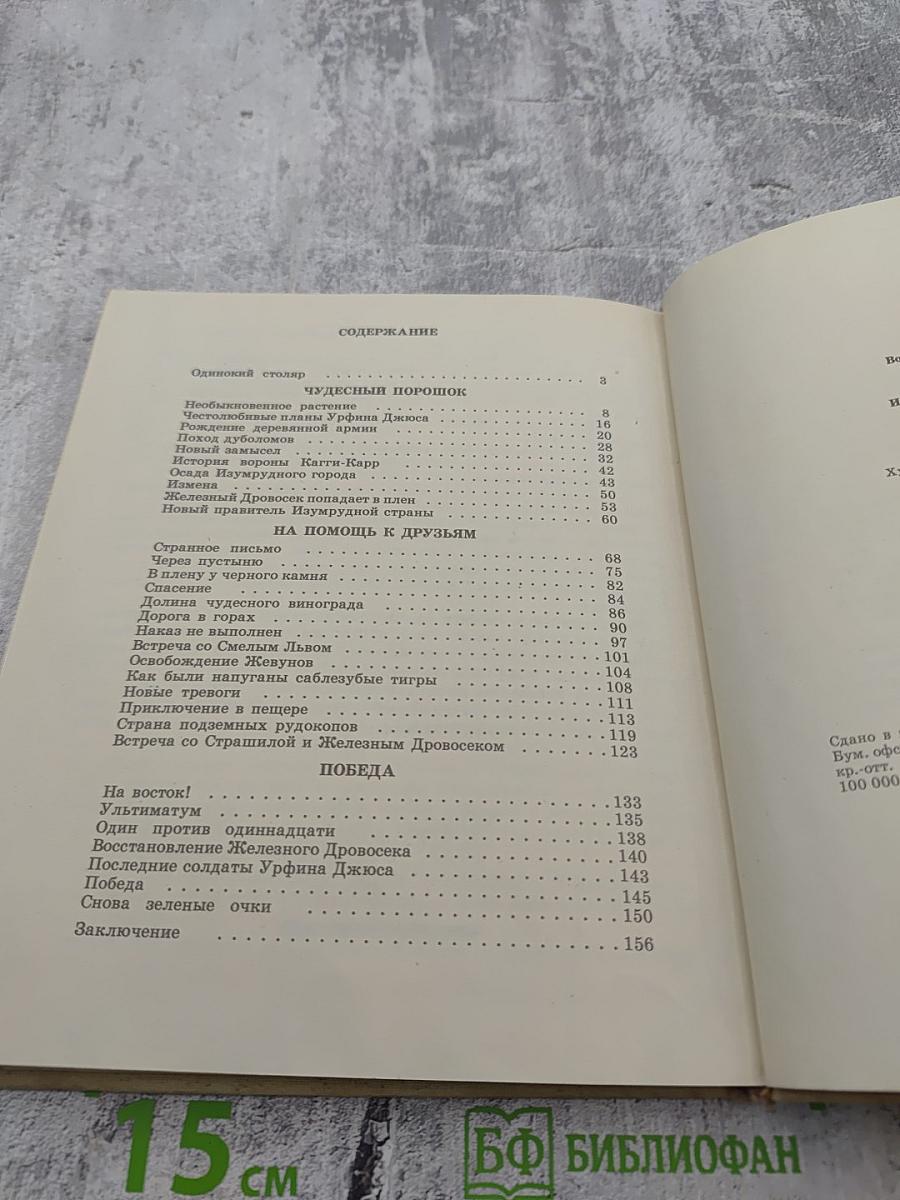 СОДЕРЖАНИЕ
Одинокий столяр . . . . . . . . . . . . . . . . . . . . . . 3
ЧУДЕСНЫЙ ПОРОШОК
Необыкновенное растение . . . . . . . . . . . . . . . . 8
Честолюбивые планы Урфина Джюса . . . . . . . . . . . 16
Рождение деревянной армии . . . . . . . . . . . . . . . 20
Поход дуболомов . . . . . . . . . . . . . . . . . . . . 28
Новый замысел . . . . . . . . . . . . . . . . . . . . . 32
История вороны Кагги-Карр . . . . . . . . . . . . . . . 42
Осада Изумрудного города . . . . . . . . . . . . . . . 43
Измена . . . . . . . . . . . . . . . . . . . . . . . . 50
Железный Дровосек попадает в плен . . . . . . . . . . . 53
Новый правитель Изумрудной страны . . . . . . . . . . . 60
НА ПОМОЩЬ К ДРУЗЬЯМ
Странное письмо . . . . . . . . . . . . . . . . . . . . 68
Через пустыню . . . . . . . . . . . . . . . . . . . . . 75
В плену у черного камня . . . . . . . . . . . . . . . . 82
Спасение . . . . . . . . . . . . . . . . . . . . . . . 84
Долина чудесного винограда . . . . . . . . . . . . . . 86
Дорога в горах . . . . . . . . . . . . . . . . . . . . 90
Наказ не выполнен . . . . . . . . . . . . . . . . . . . 97
Встреча со Смелым Львом . . . . . . . . . . . . . . . . 101
Освобождение Жевунов . . . . . . . . . . . . . . . . . 104
Как были напуганы саблезубые тигры . . . . . . . . . . 108
Новые тревоги . . . . . . . . . . . . . . . . . . . . . 111
Приключение в пещере . . . . . . . . . . . . . . . . . 113
Страна подземных рудокопов . . . . . . . . . . . . . . 119
Встреча со Страшилой и Железным Дровосеком . . . . . . . 123
ПОБЕДА
На восток! . . . . . . . . . . . . . . . . . . . . . . 133
Ультиматум . . . . . . . . . . . . . . . . . . . . . . 135
Один против одиннадцати . . . . . . . . . . . . . . . . 138
Восстановление Железного Дровосека . . . . . . . . . . 140
Последние солдаты Урфина Джюса . . . . . . . . . . . . 143
Победа . . . . . . . . . . . . . . . . . . . . . . . . 145
Снова зеленые очки . . . . . . . . . . . . . . . . . . 150
Заключение . . . . . . . . . . . . . . . . . . . . . . 156
Сдано в
Бум. офс
кр.-отт.
100 000
15 см
БФ БИБЛИОФАН